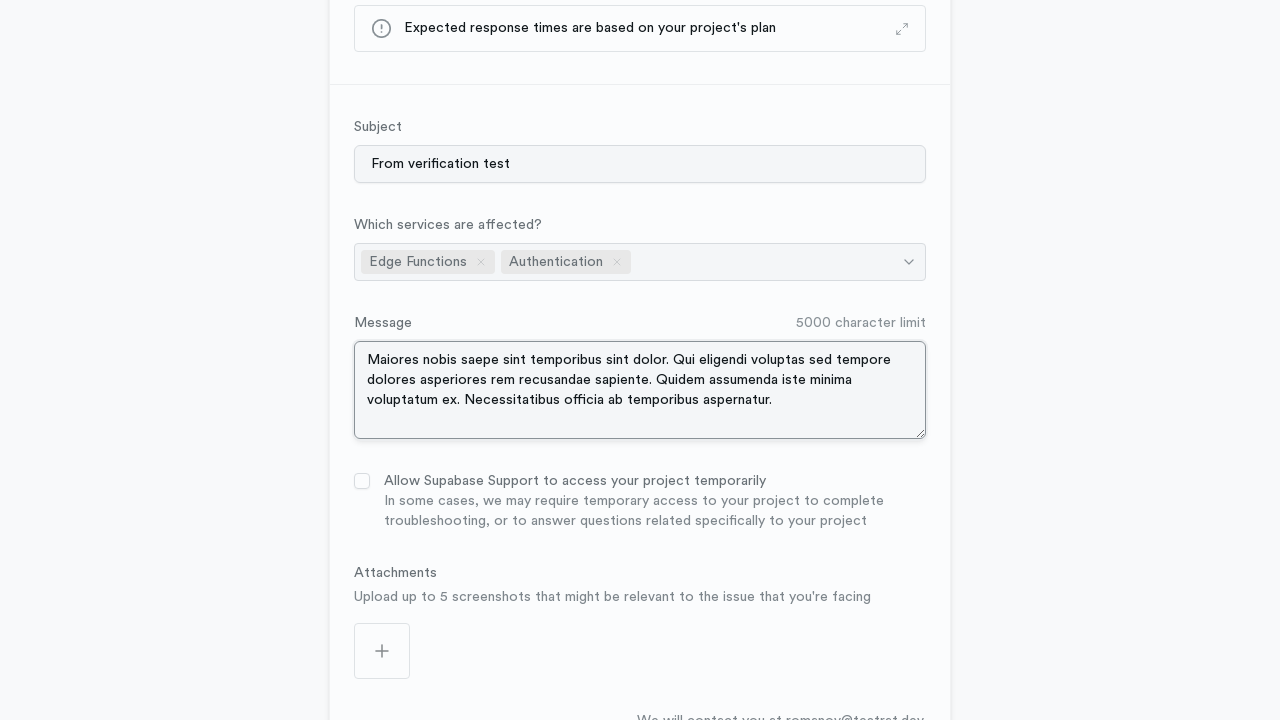 Expected response times are based on your project's plan
Subject
From verification test
Which services are affected?
Edge Functions Authentication
Message 5000 character limit
Maiores nobis saepe sint temporibus sint dolor. Qui eligendi voluptas sed tempore
dolores asperiores rem recusandae sapiente. Quidem assumenda iste minima
voluptatum ex. Necessitatibus officia ab temporibus aspernatur.
Allow Supabase Support to access your project temporarily
In some cases, we may require temporary access to your project to complete
troubleshooting, or to answer questions related specifically to your project
Attachments
Upload up to 5 screenshots that might be relevant to the issue that you're facing
We will contact you at